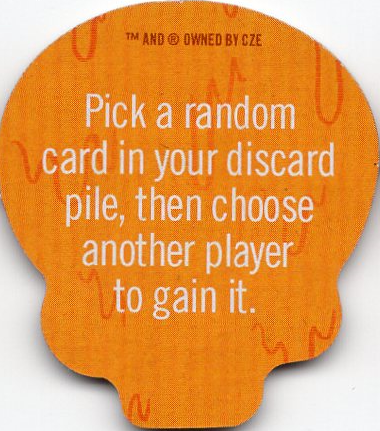 ™ AND ® OWNED BY CZE
Pick a random
card in your discard
pile, then choose
another player
to gain it.